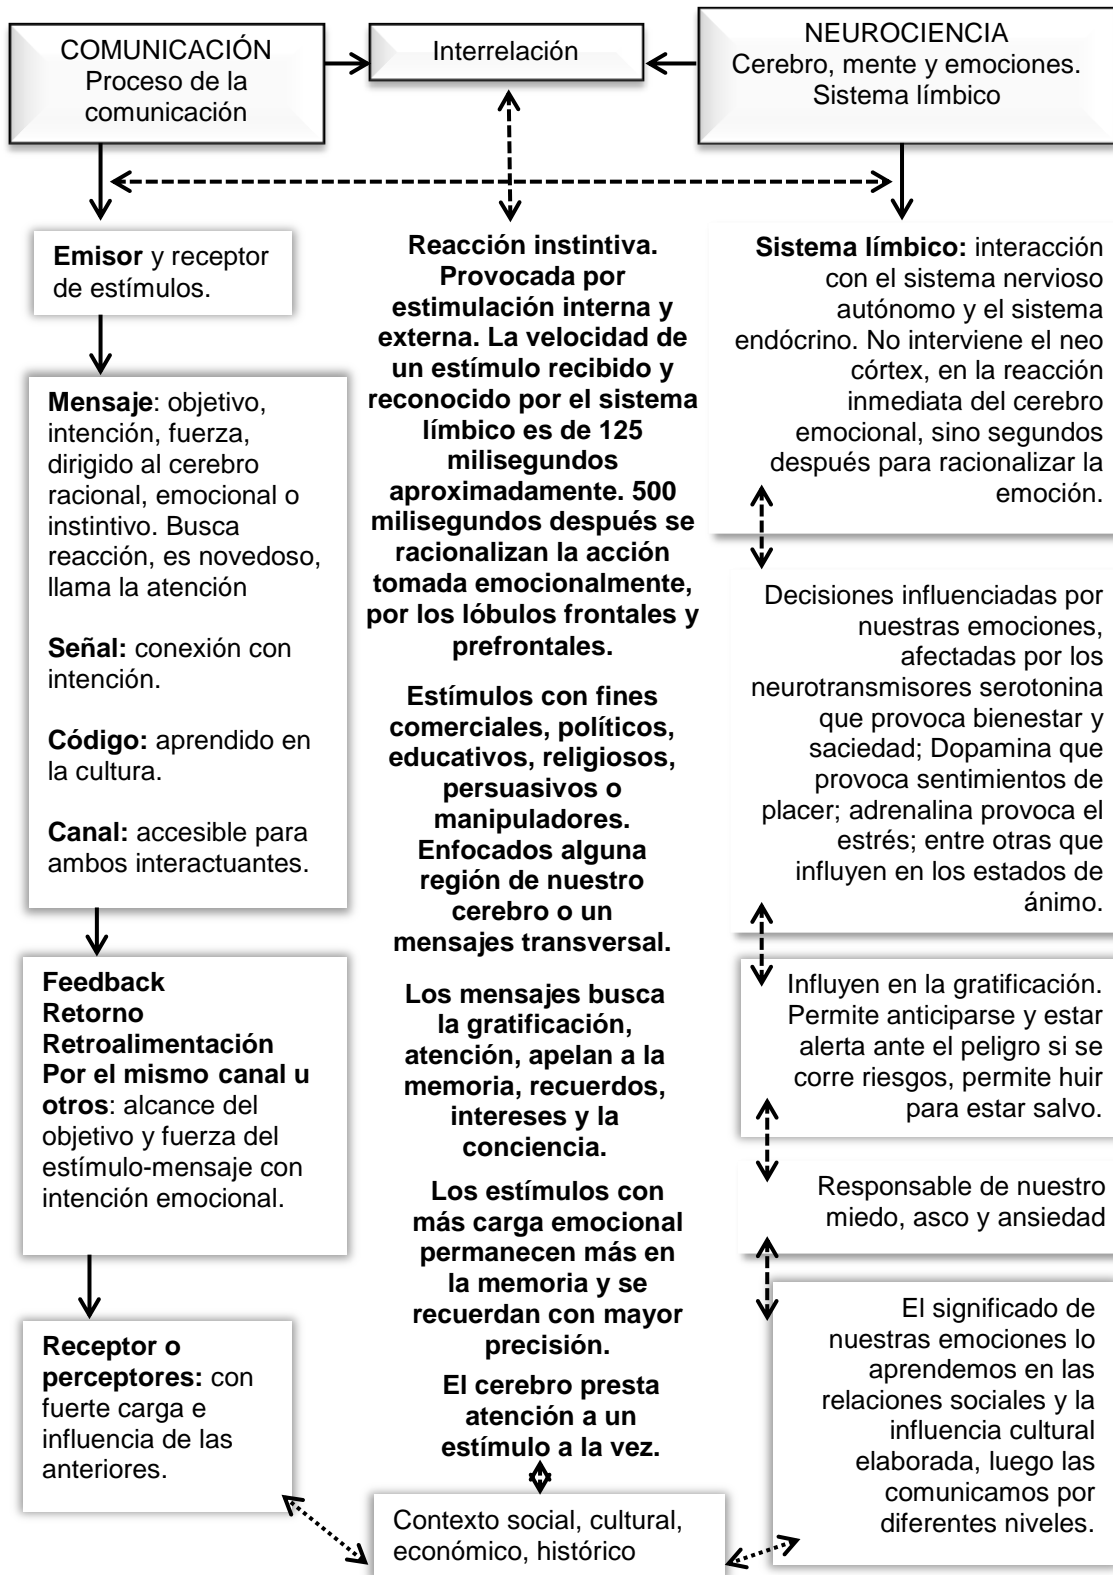 COMUNICACIÓN
Proceso de la
comunicación
Interrelación
NEUROCIENCIA
Cerebro, mente y emociones.
Sistema límbico
Emisor y receptor
de estímulos.
Mensaje: objetivo,
intención, fuerza,
dirigido al cerebro
racional, emocional o
instintivo. Busca
reacción, es novedoso,
llama la atención
Señal: conexión con
intención.
Código: aprendido en
la cultura.
Canal: accesible para
ambos interactuantes.
Feedback
Retorno
Retroalimentación
Por el mismo canal u
otros: alcance del
objetivo y fuerza del
estímulo-mensaje con
intención emocional.
Receptor o
perceptores: con
fuerte carga e
influencia de las
anteriores.
Reacción instintiva.
Provocada por
estimulación interna y
externa. La velocidad de
un estímulo recibido y
reconocido por el sistema
límbico es de 125
milisegundos
aproximadamente. 500
milisegundos después se
racionalizan la acción
tomada emocionalmente,
por los lóbulos frontales y
prefrontales.
Estímulos con fines
comerciales, políticos,
educativos, religiosos,
persuasivos o
manipuladores.
Enfocados alguna
región de nuestro
cerebro o un
mensajes transversal.
Los mensajes busca
la gratificación,
atención, apelan a la
memoria, recuerdos,
intereses y la
conciencia.
Los estímulos con
más carga emocional
permanecen más en
la memoria y se
recuerdan con mayor
precisión.
El cerebro presta
atención a un
estímulo a la vez.
Contexto social, cultural,
económico, histórico
Sistema límbico: interacción
con el sistema nervioso
autónomo y el sistema
endócrino. No interviene el neo
córtex, en la reacción
inmediata del cerebro
emocional, sino segundos
después para racionalizar la
emoción.
Decisiones influenciadas por
nuestras emociones,
afectadas por los
neurotransmisores serotonina
que provoca bienestar y
saciedad; Dopamina que
provoca sentimientos de
placer; adrenalina provoca el
estrés; entre otras que
influyen en los estados de
ánimo.
Influyen en la gratificación.
Permite anticiparse y estar
alerta ante el peligro si se
corre riesgos, permite huir
para estar salvo.
Responsable de nuestro
miedo, asco y ansiedad
El significado de
nuestras emociones lo
aprendemos en las
relaciones sociales y la
influencia cultural
elaborada, luego las
comunicamos por
diferentes niveles.